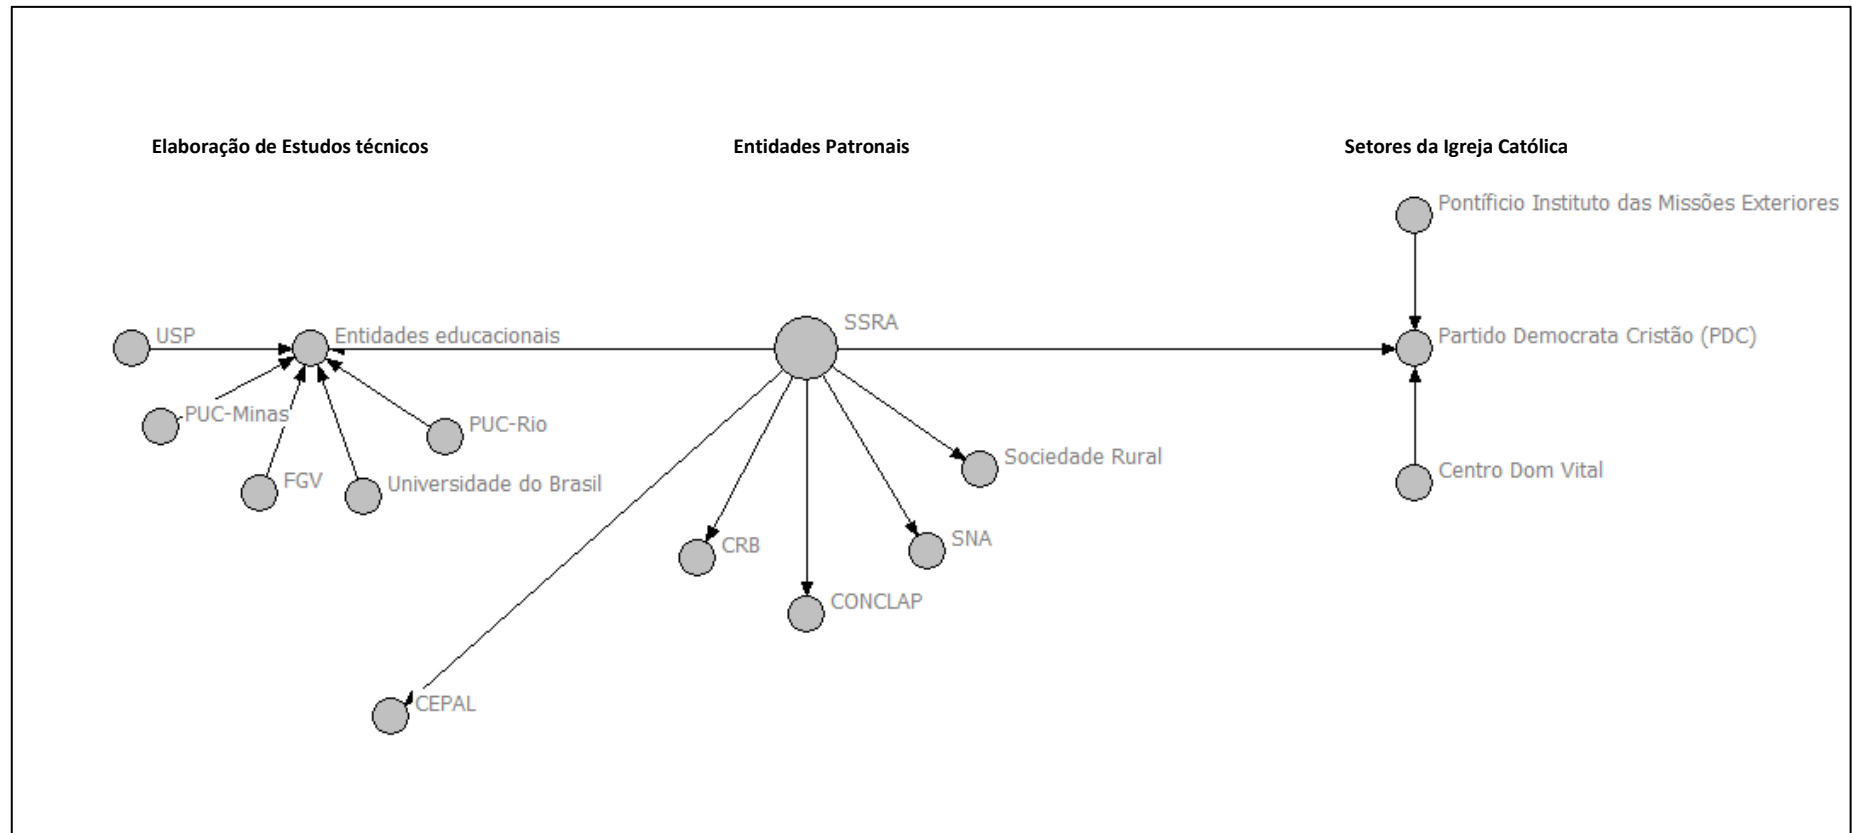 Elaboração de Estudos técnicos
Entidades Patronais
Setores da Igreja Católica
Pontíficio Instituto das Missões Exteriores
SSRA
USP
Entidades educacionais
Partido Democrata Cristão (PDC)
PUC-Minas
PUC-Rio
Sociedade Rural
Centro Dom Vital
FGV
Universidade do Brasil
CRB
SNA
CONCLAP
CEPAL